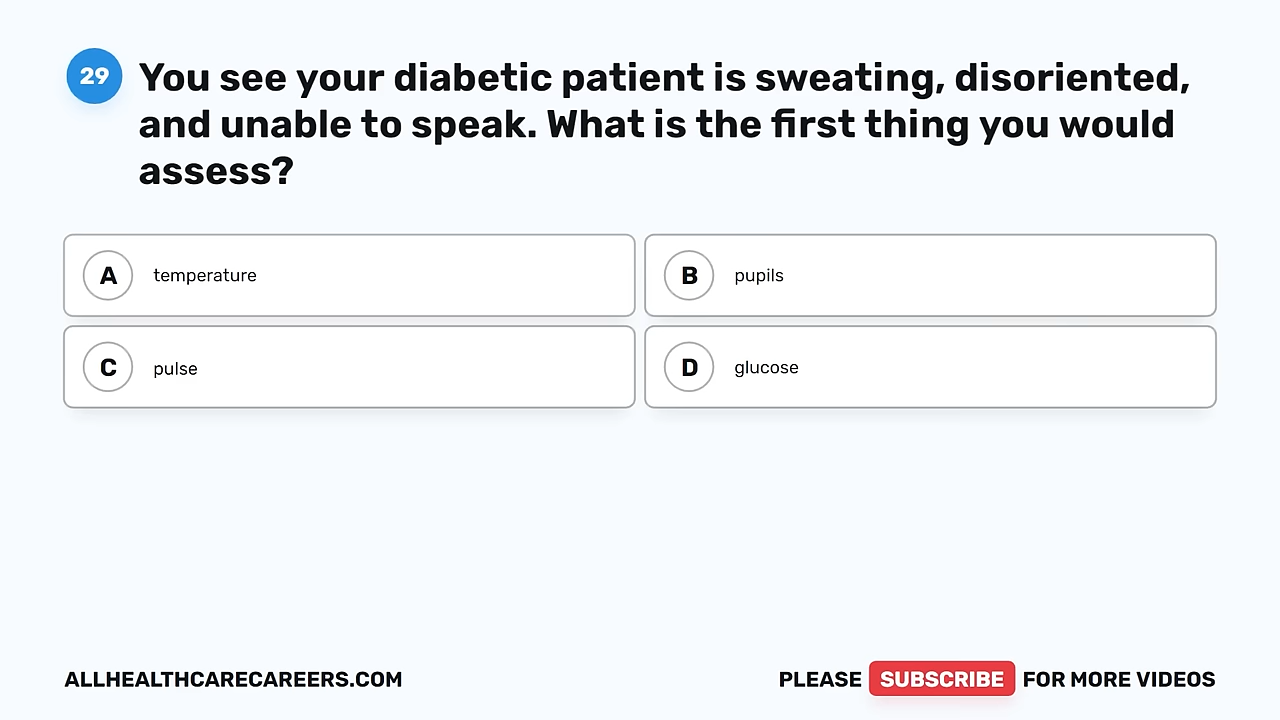 29
You see your diabetic patient is sweating, disoriented,
and unable to speak. What is the first thing you would
assess?
A temperature
B pupils
C pulse
D glucose
ALLHEALTHCARECAREERS.COM
PLEASE SUBSCRIBE FOR MORE VIDEOS